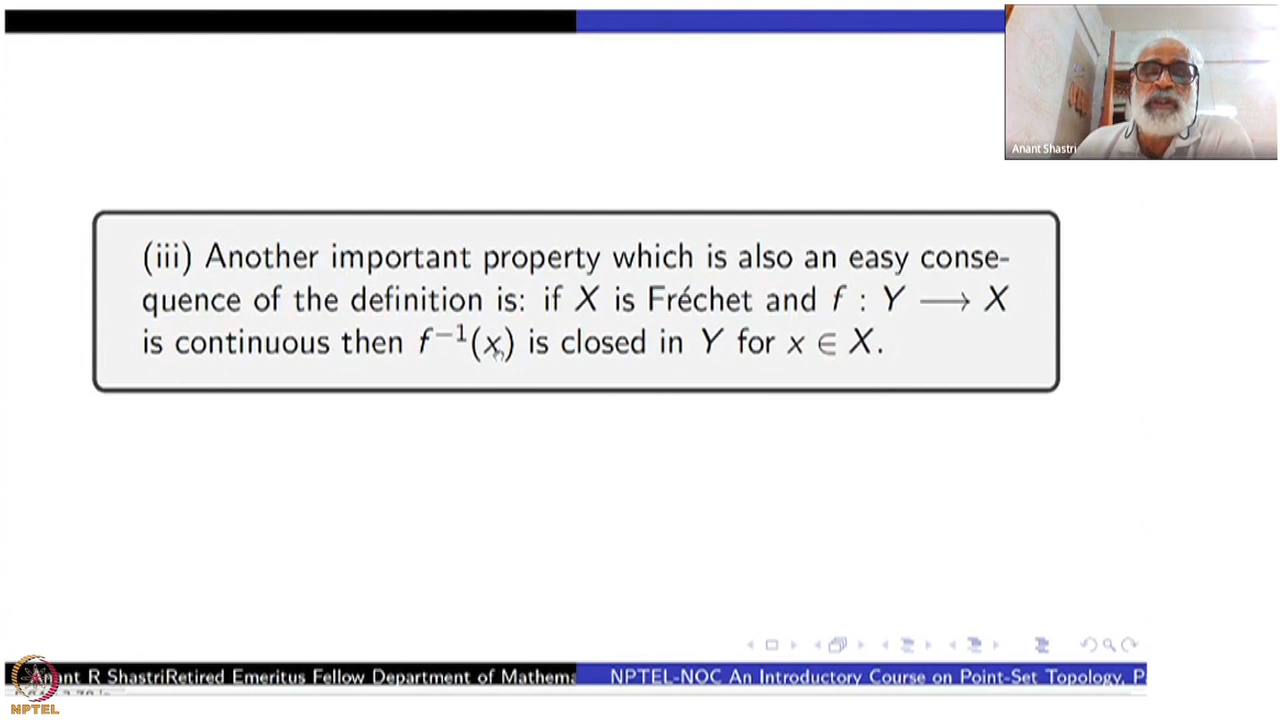 Anant Shastri
(iii) Another important property which is also an easy conse-
quence of the definition is: if X is Fréchet and f : Y ⟶ X
is continuous then f⁻¹(x) is closed in Y for x ∈ X.
Anant R ShastriRetired Emeritus Fellow Department of Mathema
NPTEL-NOC An Introductory Course on Point-Set Topology, P
NPTEL